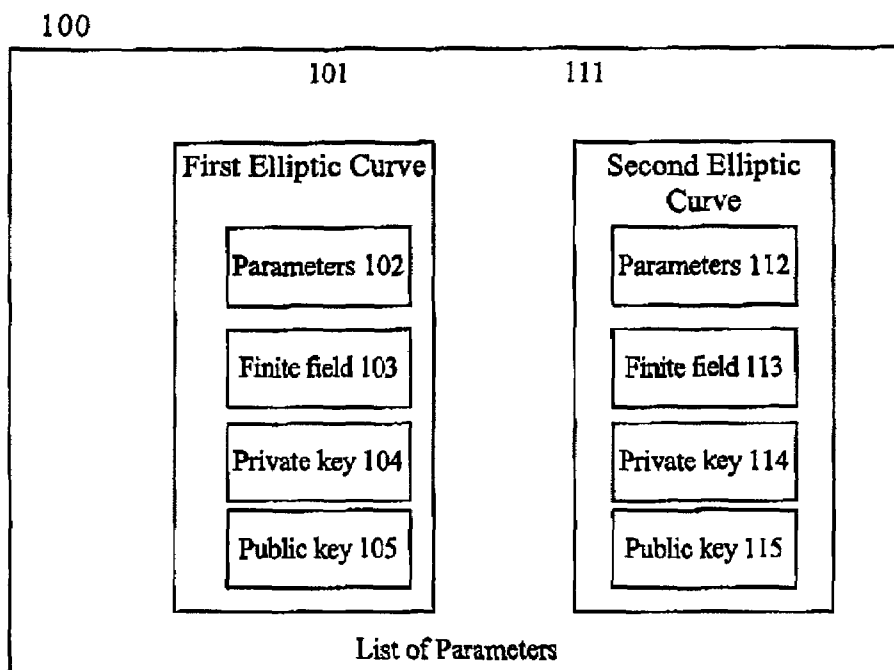 100
101 111
First Elliptic Curve
Parameters 102
Finite field 103
Private key 104
Public key 105
Second Elliptic
Curve
Parameters 112
Finite field 113
Private key 114
Public key 115
List of Parameters